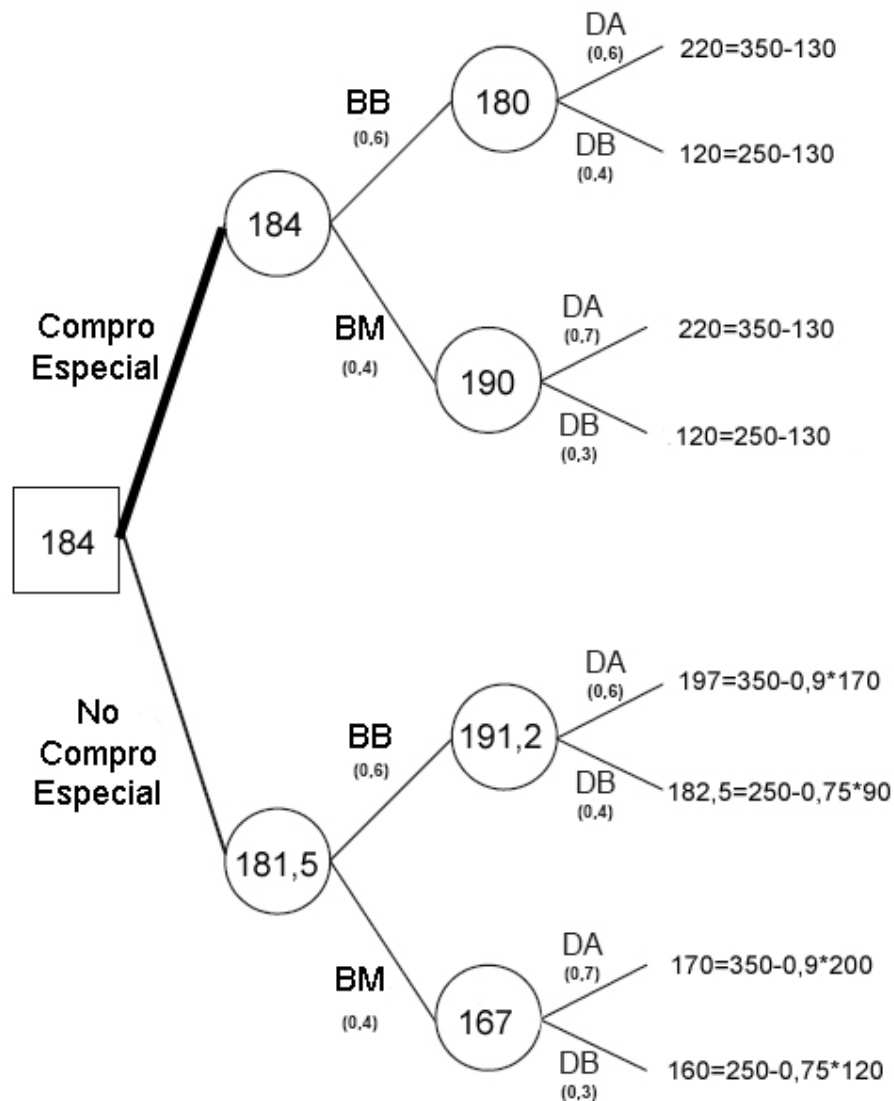 DA
(0,6)
220=350-130
BB
(0,6)
180
DB
(0,4)
120=250-130
184
Compro
Especial
BM
(0,4)
DA
(0,7)
220=350-130
190
DB
(0,3)
120=250-130
184
No
Compro
Especial
DA
(0,6)
197=350-0,9*170
BB
(0,6)
191,2
DB
(0,4)
182,5=250-0,75*90
181,5
BM
(0,4)
DA
(0,7)
170=350-0,9*200
167
DB
(0,3)
160=250-0,75*120